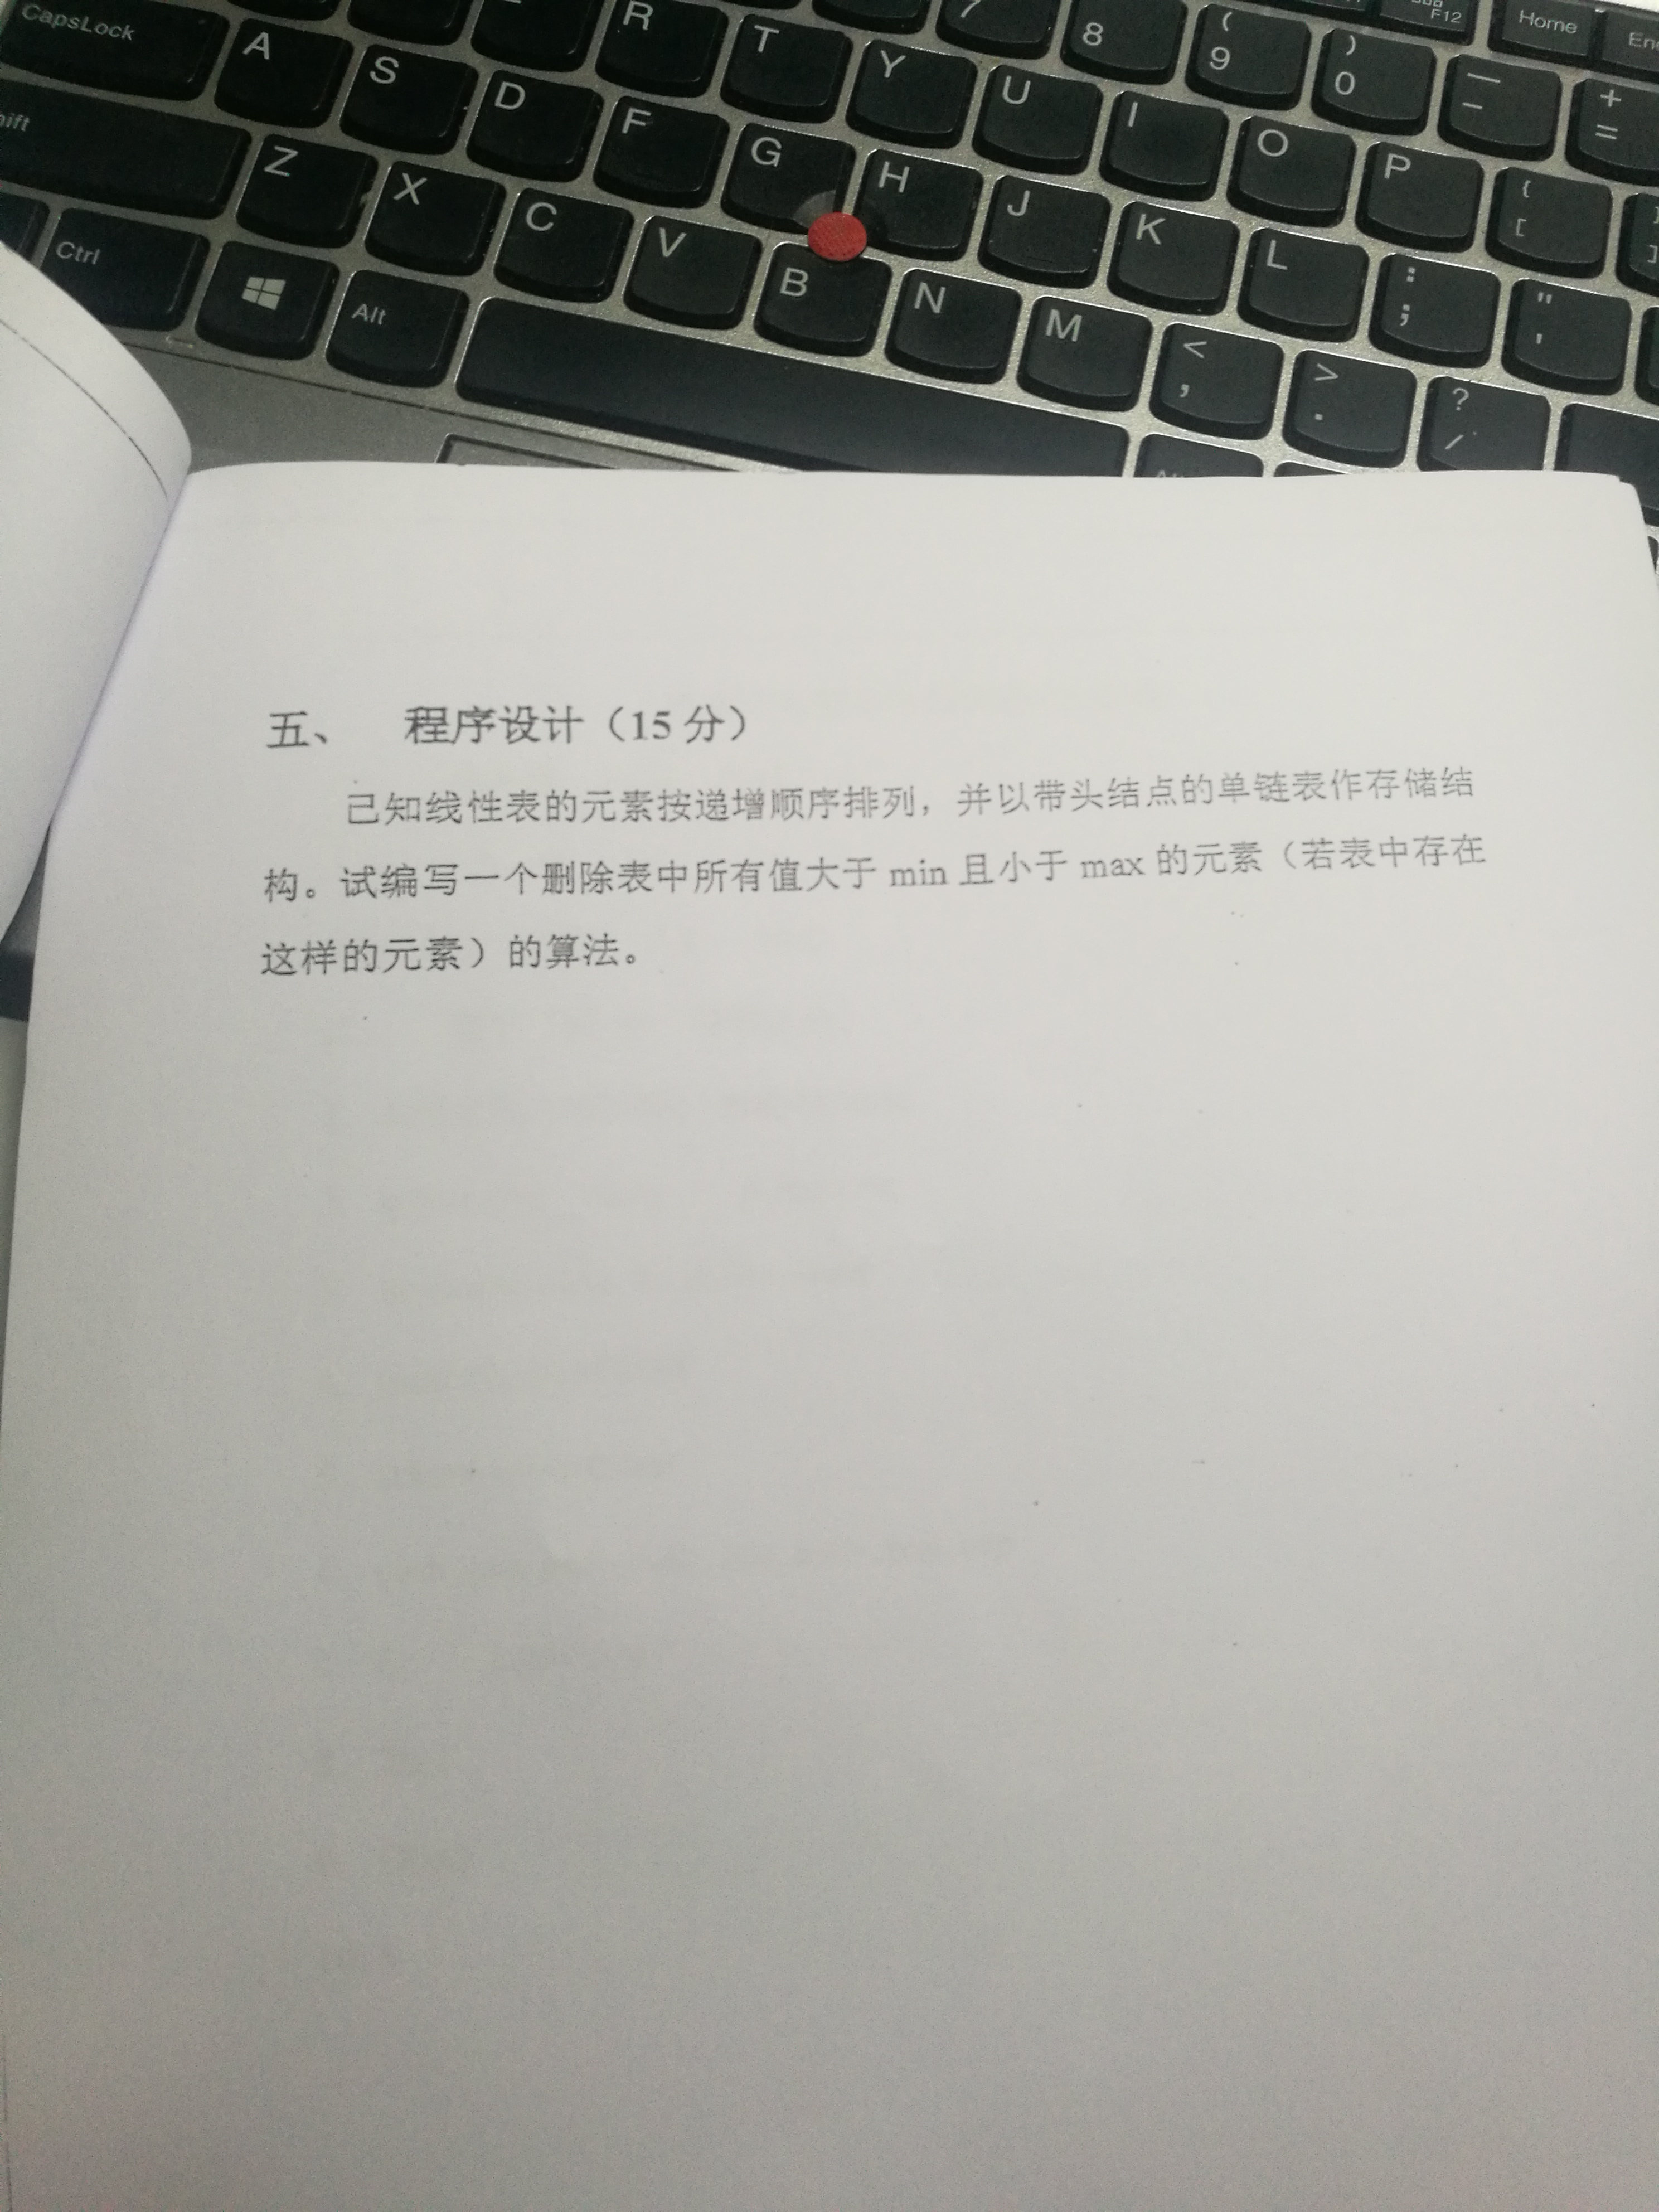 CapsLock A S D R T Y U 7 8 ( 9 ) 0 — - + = F12 Home
Shift Z X C F G H J I O P { [
Ctrl Alt V B N M K L : ; " '
< , > . ? /
五、 程序设计（15 分）
已知线性表的元素按递增顺序排列，并以带头结点的单链表作存储结
构。试编写一个删除表中所有值大于 min 且小于 max 的元素（若表中存在
这样的元素）的算法。